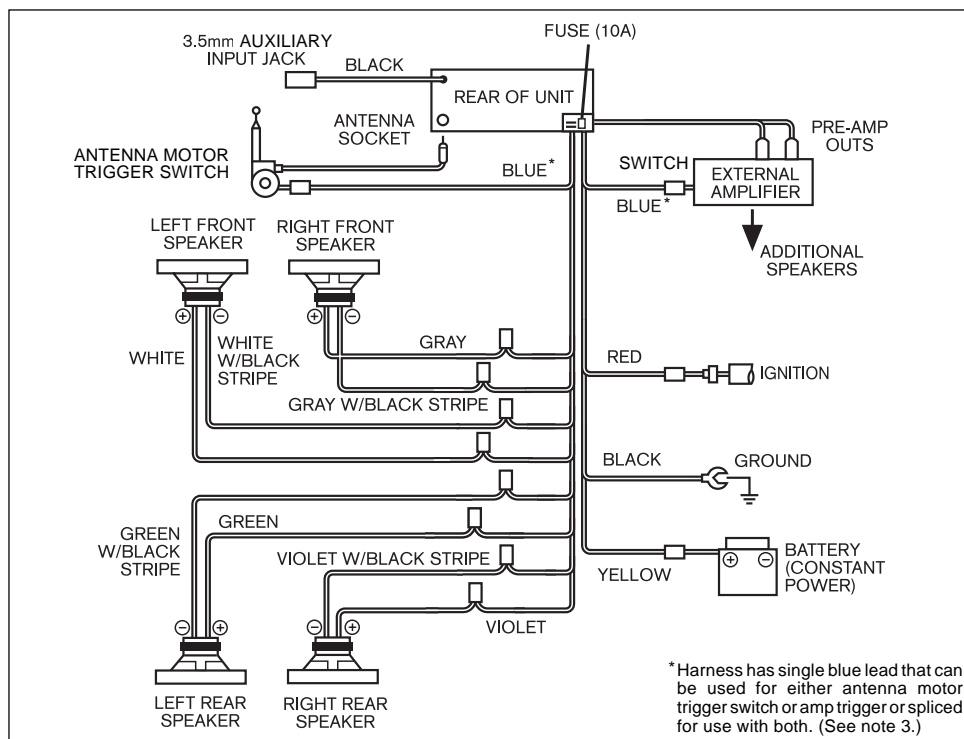 FUSE (10A)
3.5mm AUXILIARY
INPUT JACK
BLACK
REAR OF UNIT
ANTENNA
SOCKET
PRE-AMP
OUTS
ANTENNA MOTOR
TRIGGER SWITCH
BLUE*
SWITCH
BLUE*
EXTERNAL
AMPLIFIER
ADDITIONAL
SPEAKERS
LEFT FRONT
SPEAKER
RIGHT FRONT
SPEAKER
+ −
+ −
WHITE
WHITE
W/BLACK
STRIPE
GRAY
GRAY W/BLACK STRIPE
RED
IGNITION
BLACK
GROUND
GREEN
W/BLACK
STRIPE
GREEN
VIOLET W/BLACK STRIPE
VIOLET
YELLOW
+ −
BATTERY
(CONSTANT
POWER)
− +
− +
LEFT REAR
SPEAKER
RIGHT REAR
SPEAKER
* Harness has single blue lead that can
be used for either antenna motor
trigger switch or amp trigger or spliced
for use with both. (See note 3.)